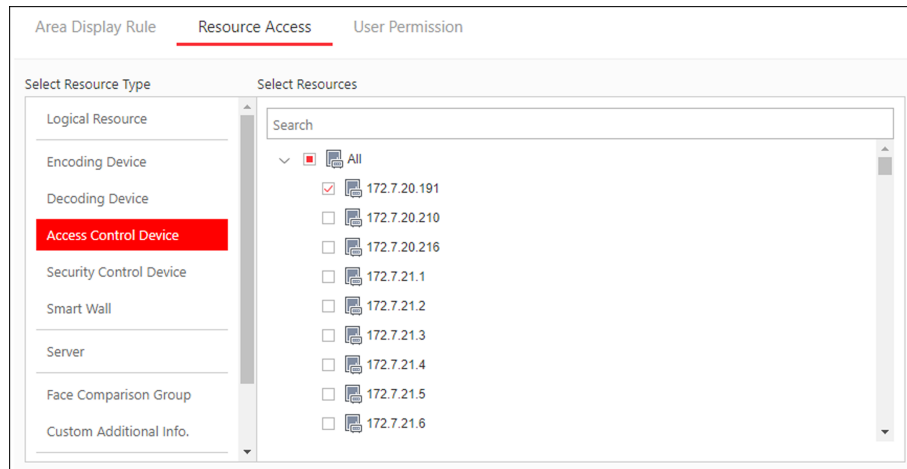 Area Display Rule Resource Access User Permission
Select Resource Type Select Resources
Logical Resource
Encoding Device
Decoding Device
Access Control Device
Security Control Device
Smart Wall
Server
Face Comparison Group
Custom Additional Info.
Search
All
172.7.20.191
172.7.20.210
172.7.20.216
172.7.21.1
172.7.21.2
172.7.21.3
172.7.21.4
172.7.21.5
172.7.21.6